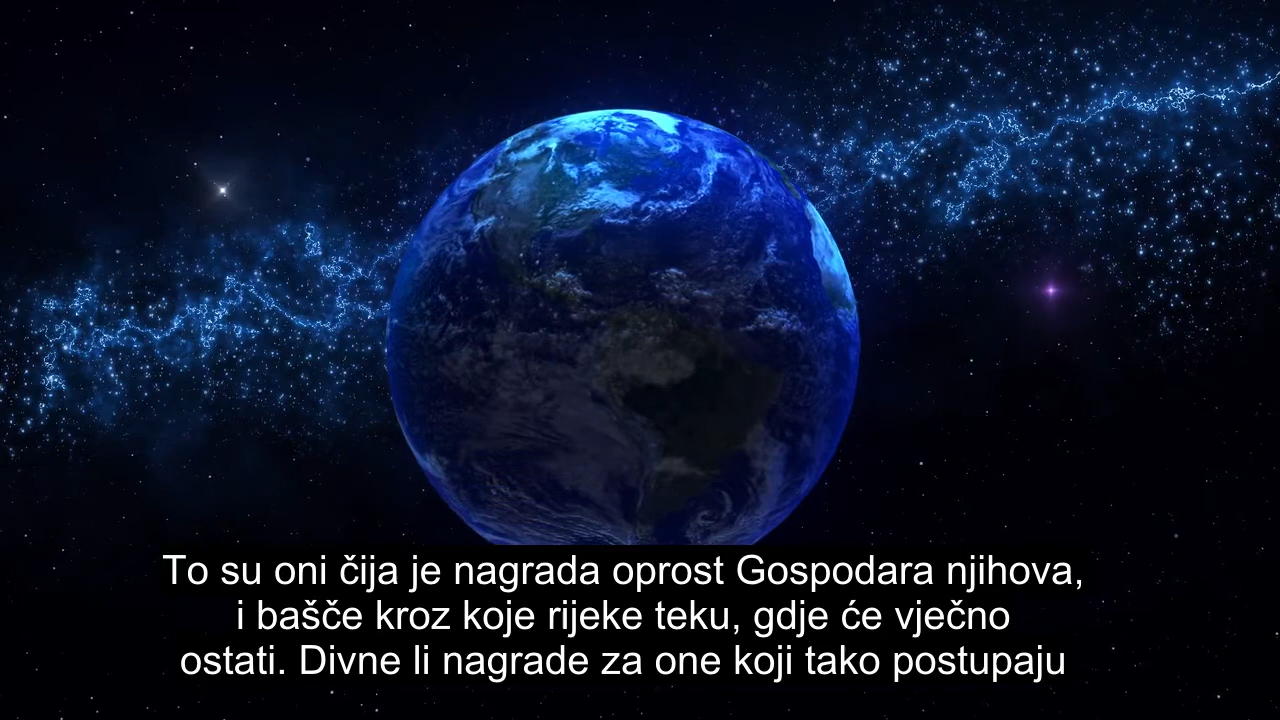 To su oni čija je nagrada oprost Gospodara njihova,
i bašče kroz koje rijeke teku, gdje će vječno
ostati. Divne li nagrade za one koji tako postupaju